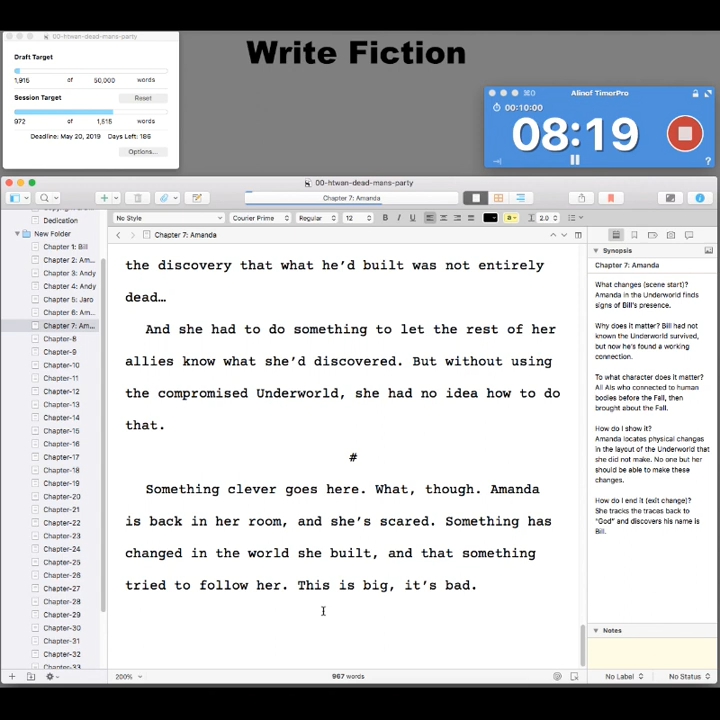 00-htwan-dead-mans-party
Write Fiction
Draft Target
1,915 of 50,000 words
Session Target Reset
972 of 1,515 words
Deadline: May 20, 2019 Days Left: 186
Options...
⌘0 Alinof TimerPro
00:10:00
08:19
?
00-htwan-dead-mans-party
Chapter 7: Amanda
No Style Courier Prime Regular 12 B I U a 2.0
Chapter 7: Amanda
Dedication
New Folder
Chapter 1: Bill
Chapter 2: Am...
Chapter 3: Andy
Chapter 4: Andy
Chapter 5: Jaro
Chapter 6: Am...
Chapter 7: Am...
Chapter-8
Chapter-9
Chapter-10
Chapter-11
Chapter-12
Chapter-13
Chapter-14
Chapter-15
Chapter-16
Chapter-17
Chapter-18
Chapter-19
Chapter-20
Chapter-21
Chapter-22
Chapter-23
Chapter-24
Chapter-25
Chapter-26
Chapter-27
Chapter-28
Chapter-29
Chapter-30
Chapter-31
Chapter-32
Chapter-33
the discovery that what he’d built was not entirely
dead…
And she had to do something to let the rest of her
allies know what she’d discovered. But without using
the compromised Underworld, she had no idea how to do
that.
#
Something clever goes here. What, though. Amanda
is back in her room, and she’s scared. Something has
changed in the world she built, and that something
tried to follow her. This is big, it’s bad.
200% 967 words
Synopsis
Chapter 7: Amanda
What changes (scene start)?
Amanda in the Underworld finds
signs of Bill's presence.
Why does it matter? Bill had not
known the Underworld survived,
but now he's found a working
connection.
To what character does it matter?
All AIs who connected to human
bodies before the Fall, then
brought about the Fall.
How do I show it?
Amanda locates physical changes
in the layout of the Underworld that
she did not make. No one but her
should be able to make these
changes.
How do I end it (exit change)?
She tracks the traces back to
"God" and discovers his name is
Bill.
Notes
No Label No Status